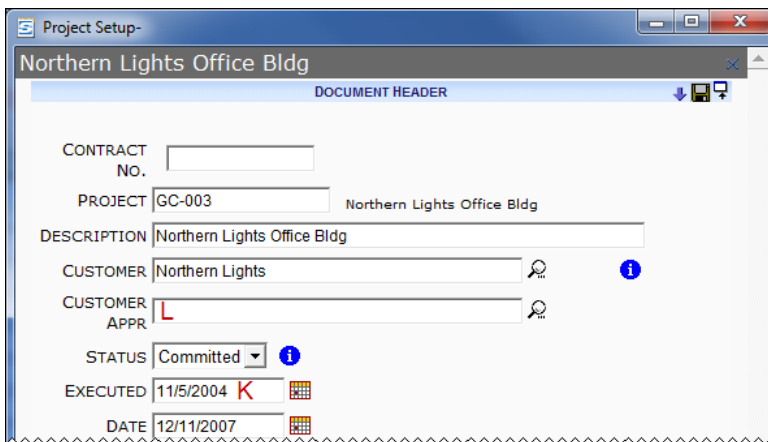 Project Setup-
Northern Lights Office Bldg
DOCUMENT HEADER
CONTRACT
NO.
PROJECT GC-003 Northern Lights Office Bldg
DESCRIPTION Northern Lights Office Bldg
CUSTOMER Northern Lights
CUSTOMER
APPR L
STATUS Committed
EXECUTED 11/5/2004 K
DATE 12/11/2007